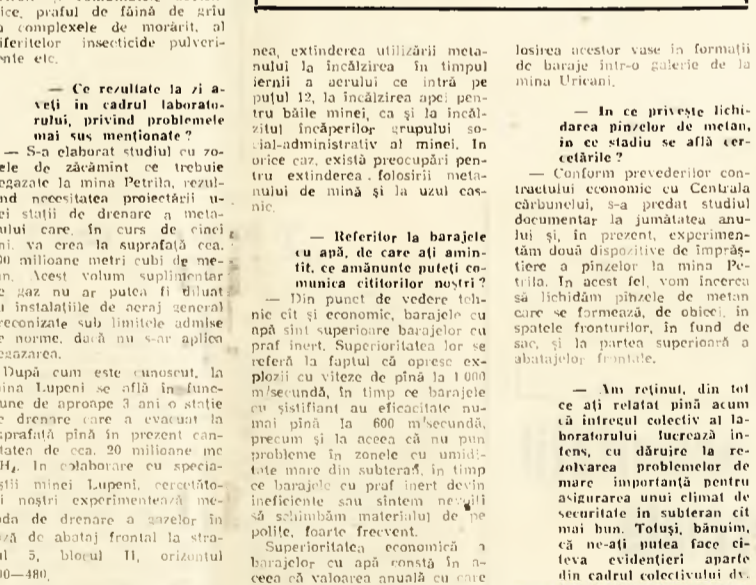 ice, praful de făină de grîu
complexele de morărit, al
iferitelor insecticide pulveri-
nte etc.
— Ce rezultate la zi a-
veți în cadrul laborato-
rului, privind problemele
mai sus menționate ?
— S-a elaborat studiul cu zo-
ele de zăcămînt ce trebuie
egazate la mina Petrila, rezul-
nd necesitatea proiectării u-
ei stații de drenare a meta-
ului care, în curs de cinci
ni, va crea la suprafață cca.
00 milioane metri cubi de me-
an. Acest volum suplimentar
e gaz nu ar putea fi diluat
u instalațiile de aeraj general
reconizate sub limitele admise
e norme, dacă nu s-ar aplica
egazarea.
După cum este cunoscut, la
ina Lupeni se află în func-
une de aproape 3 ani o stație
e drenare care a evacuat la
uprafață pînă în prezent can-
tatea de cca. 20 milioane mc
H₄. In colaborare cu specia-
știi minei Lupeni, cercetăto-
i noștri experimentează me-
oda de drenare a gazelor în
ză de abataj frontal la stra-
ul 5, blocul II, orizontul
00—480.
nea, extinderea utilizării meta-
nului la încălzirea în timpul
iernii a aerului ce intră pe
puțul 12, la încălzirea apei pen-
tru băile minei, ca și la încăl-
zitul încăperilor grupului so-
cial-administrativ al minei. In
orice caz, există preocupări pen-
tru extinderea folosirii meta-
nului de mină și la uzul cas-
nic.
— Referitor la barajele
cu apă, de care ați amin-
tit, ce amănunte puteți co-
munica cititorilor noștri ?
— Din punct de vedere teh-
nic cît și economic, barajele cu
apă sînt superioare barajelor cu
praf inert. Superioritatea lor se
referă la faptul că opresc ex-
plozii cu viteze de pînă la 1 000
m/secundă, în timp ce barajele
cu șistifiant au eficacitate nu-
mai pînă la 600 m/secundă,
precum și la aceea că nu pun
probleme în zonele cu umidi-
tate mare din subteran, în timp
ce barajele cu praf inert devin
ineficiente sau sîntem nevoiți
să schimbăm materialul de pe
polițe, foarte frecvent.
Superioritatea economică a
barajelor cu apă constă în a-
ceea că valoarea anuală cu care
losirea acestor vase în formații
de baraje într-o galerie de la
mina Uricani.
— In ce privește lichi-
darea pînzelor de metan,
în ce stadiu se află cer-
cetările ?
— Conform prevederilor con-
tractului economic cu Centrala
cărbunelui, s-a predat studiul
documentar la jumătatea anu-
lui și, în prezent, experimen-
tăm două dispozitive de împrăș-
tiere a pînzelor la mina Pe-
trila. In acest fel, vom încerca
să lichidăm pînzele de metan
care se formează, de obicei, în
spatele fronturilor, în fund de
sac, și la partea superioară a
abatajelor frontale.
— Am reținut, din tot
ce ați relatat pînă acum
că întregul colectiv al la-
boratorului lucrează in-
tens, cu dăruire la re-
zolvarea problemelor de
mare importanță pentru
asigurarea unui climat de
securitate în subteran cît
mai bun. Totuși, bănuim,
că ne-ați putea face cî-
teva evidențieri aparte
din cadrul colectivului dv.